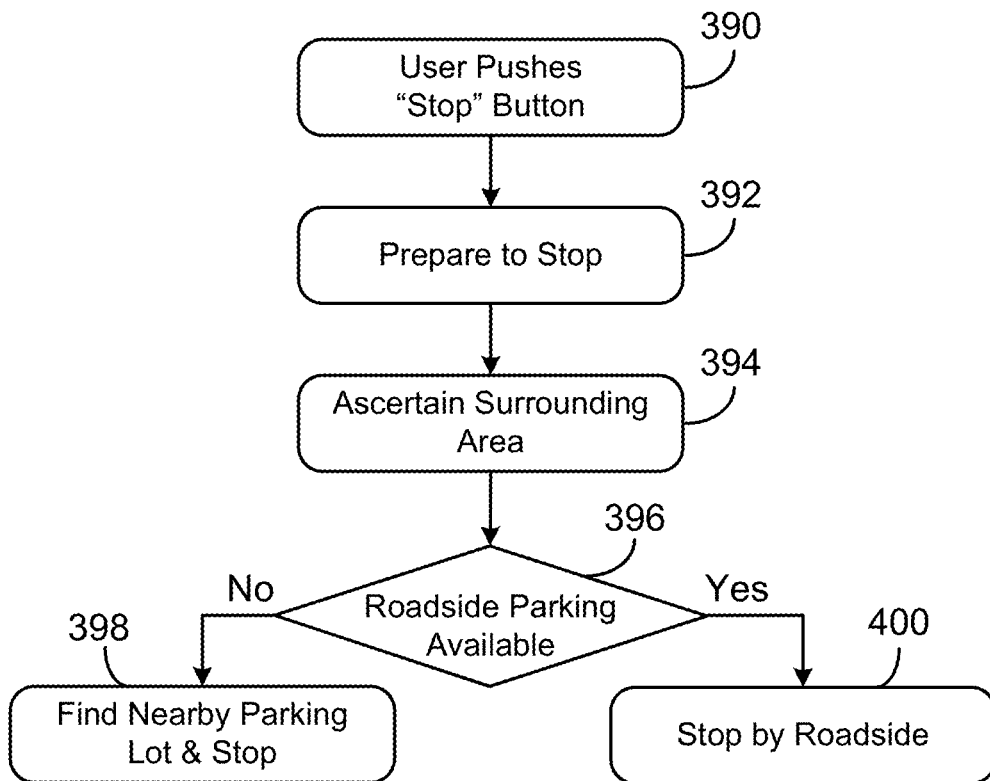 390
User Pushes
“Stop” Button
392
Prepare to Stop
394
Ascertain Surrounding
Area
396
No
Yes
Roadside Parking
Available
398
400
Find Nearby Parking
Lot & Stop
Stop by Roadside